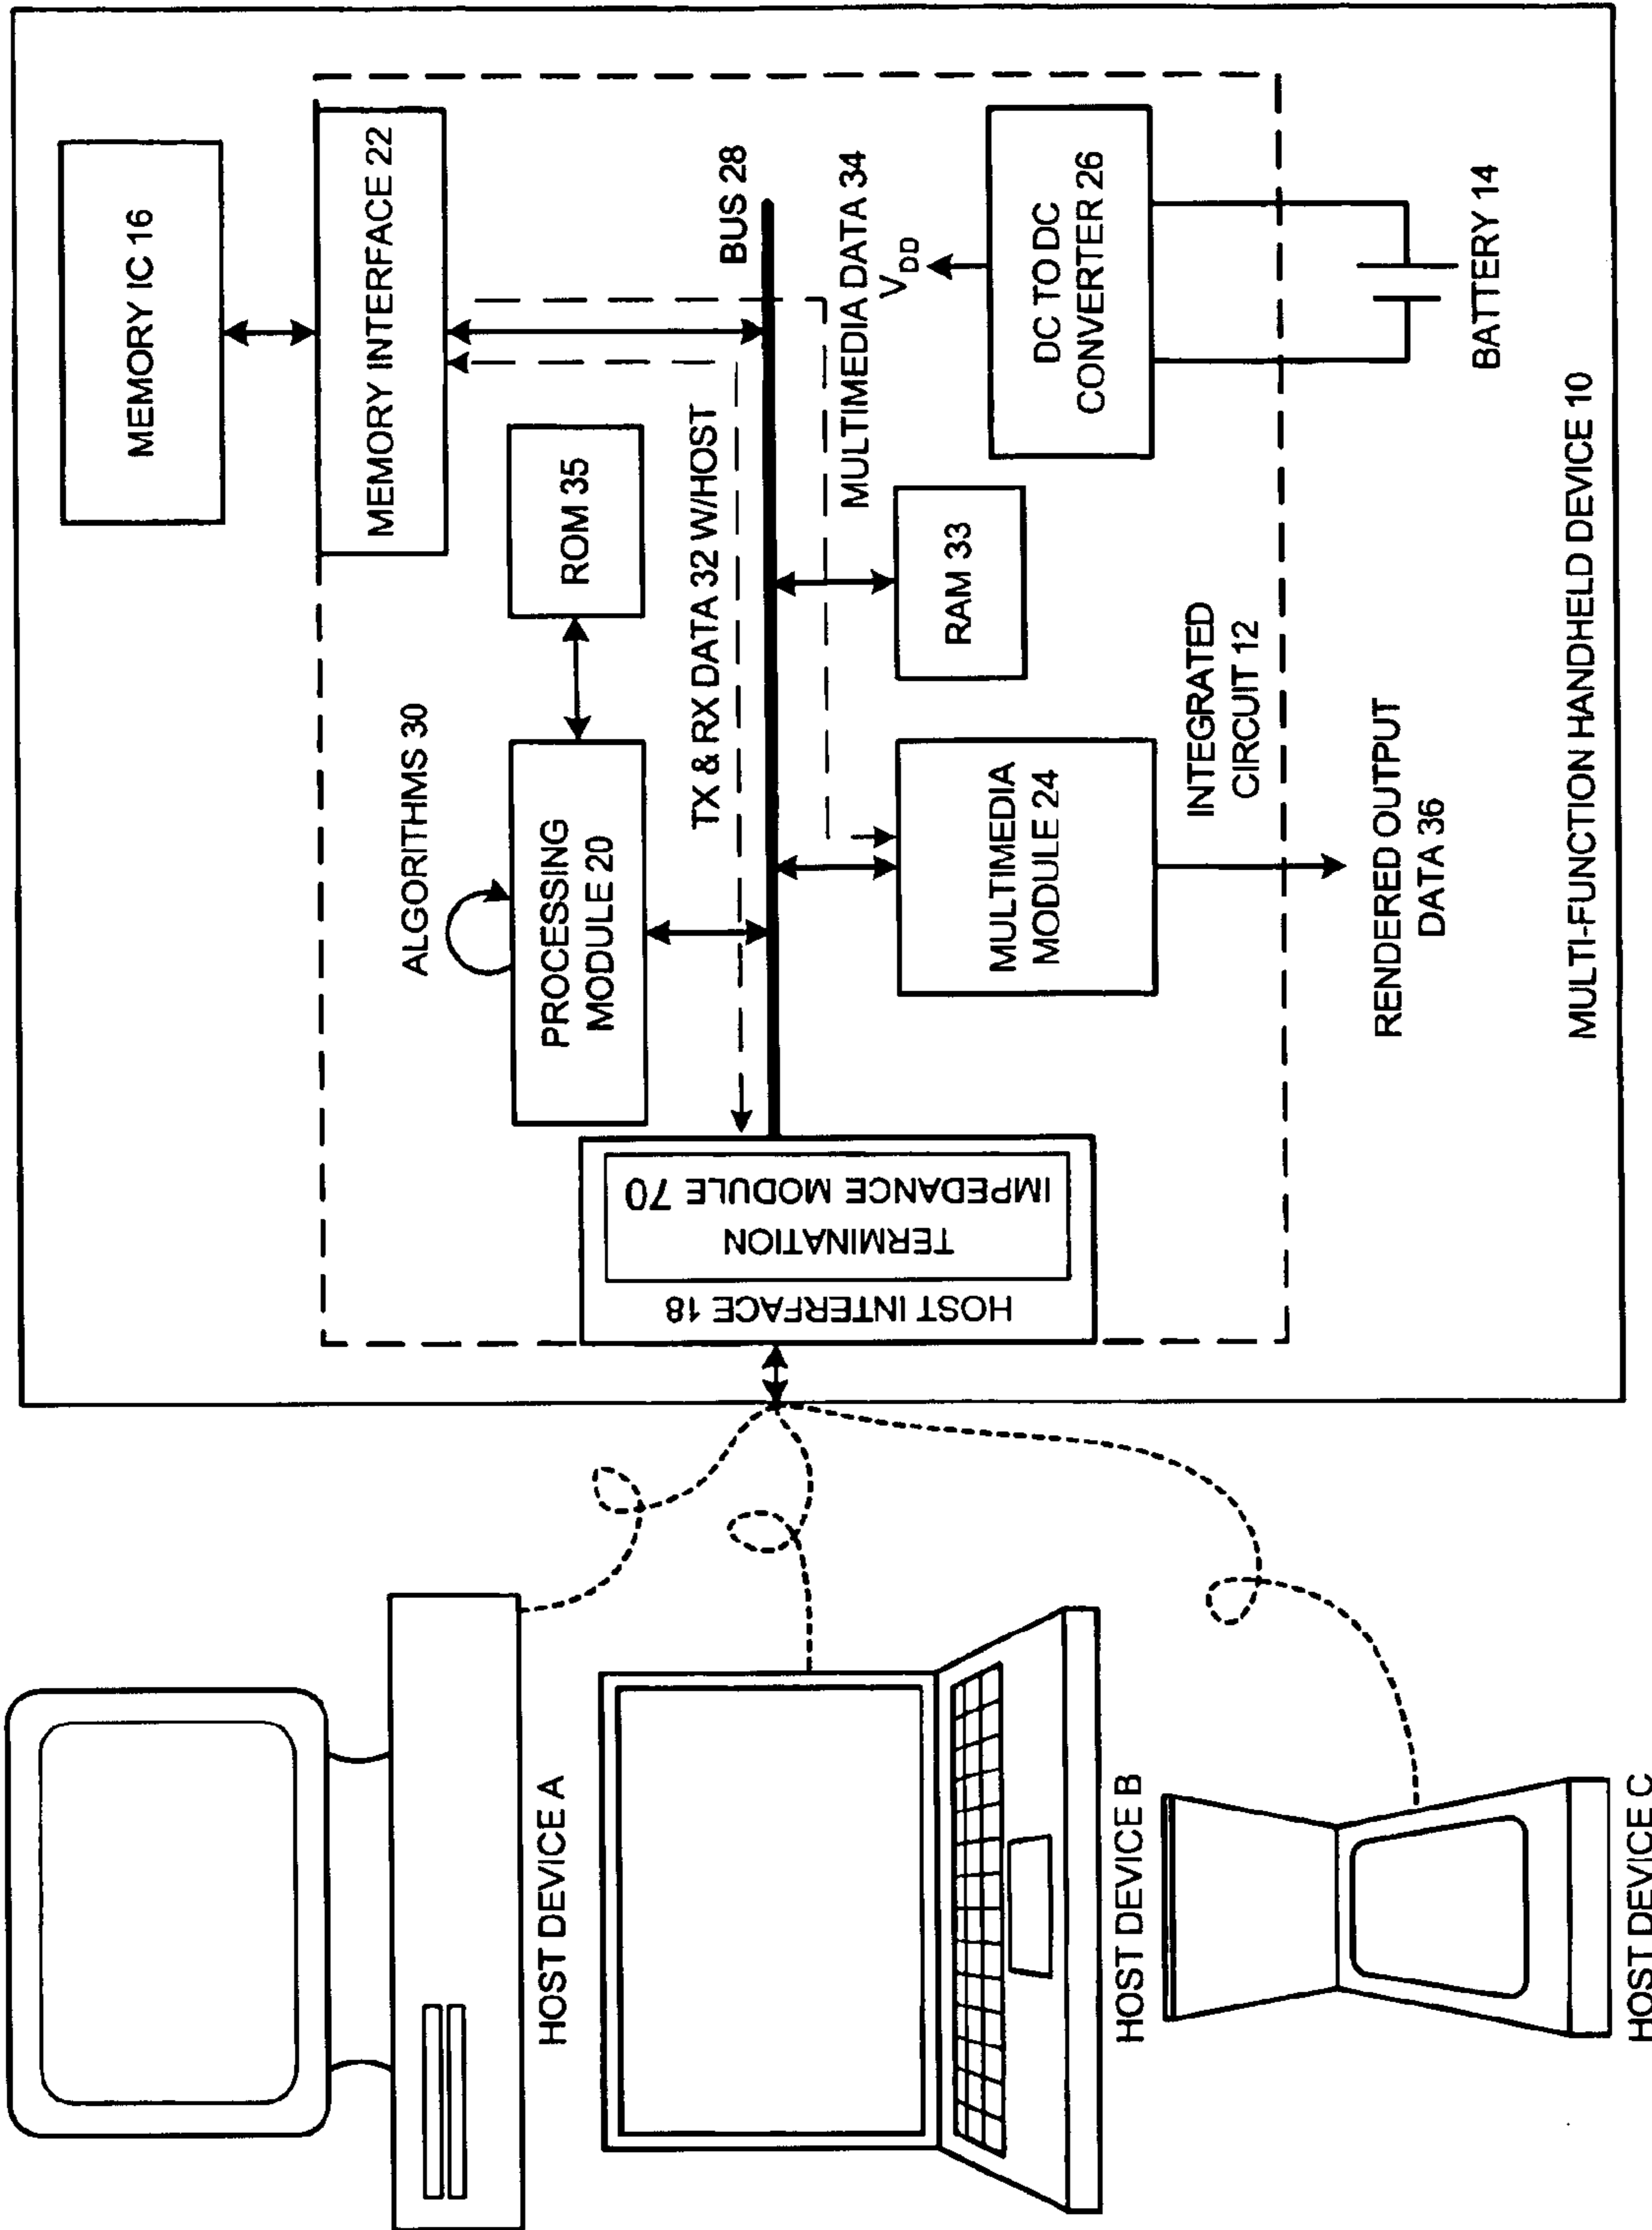 HOST DEVICE A
HOST DEVICE B
HOST DEVICE C
HOST INTERFACE 18
TERMINATION
IMPEDANCE MODULE 70
ALGORITHMS 30
PROCESSING
MODULE 20
ROM 35
MEMORY IC 16
MEMORY INTERFACE 22
TX & RX DATA 32 W/HOST
BUS 28
MULTIMEDIA DATA 34
MULTIMEDIA
MODULE 24
RAM 33
VDD
DC TO DC
CONVERTER 26
INTEGRATED
CIRCUIT 12
RENDERED OUTPUT
DATA 36
BATTERY 14
MULTI-FUNCTION HANDHELD DEVICE 10